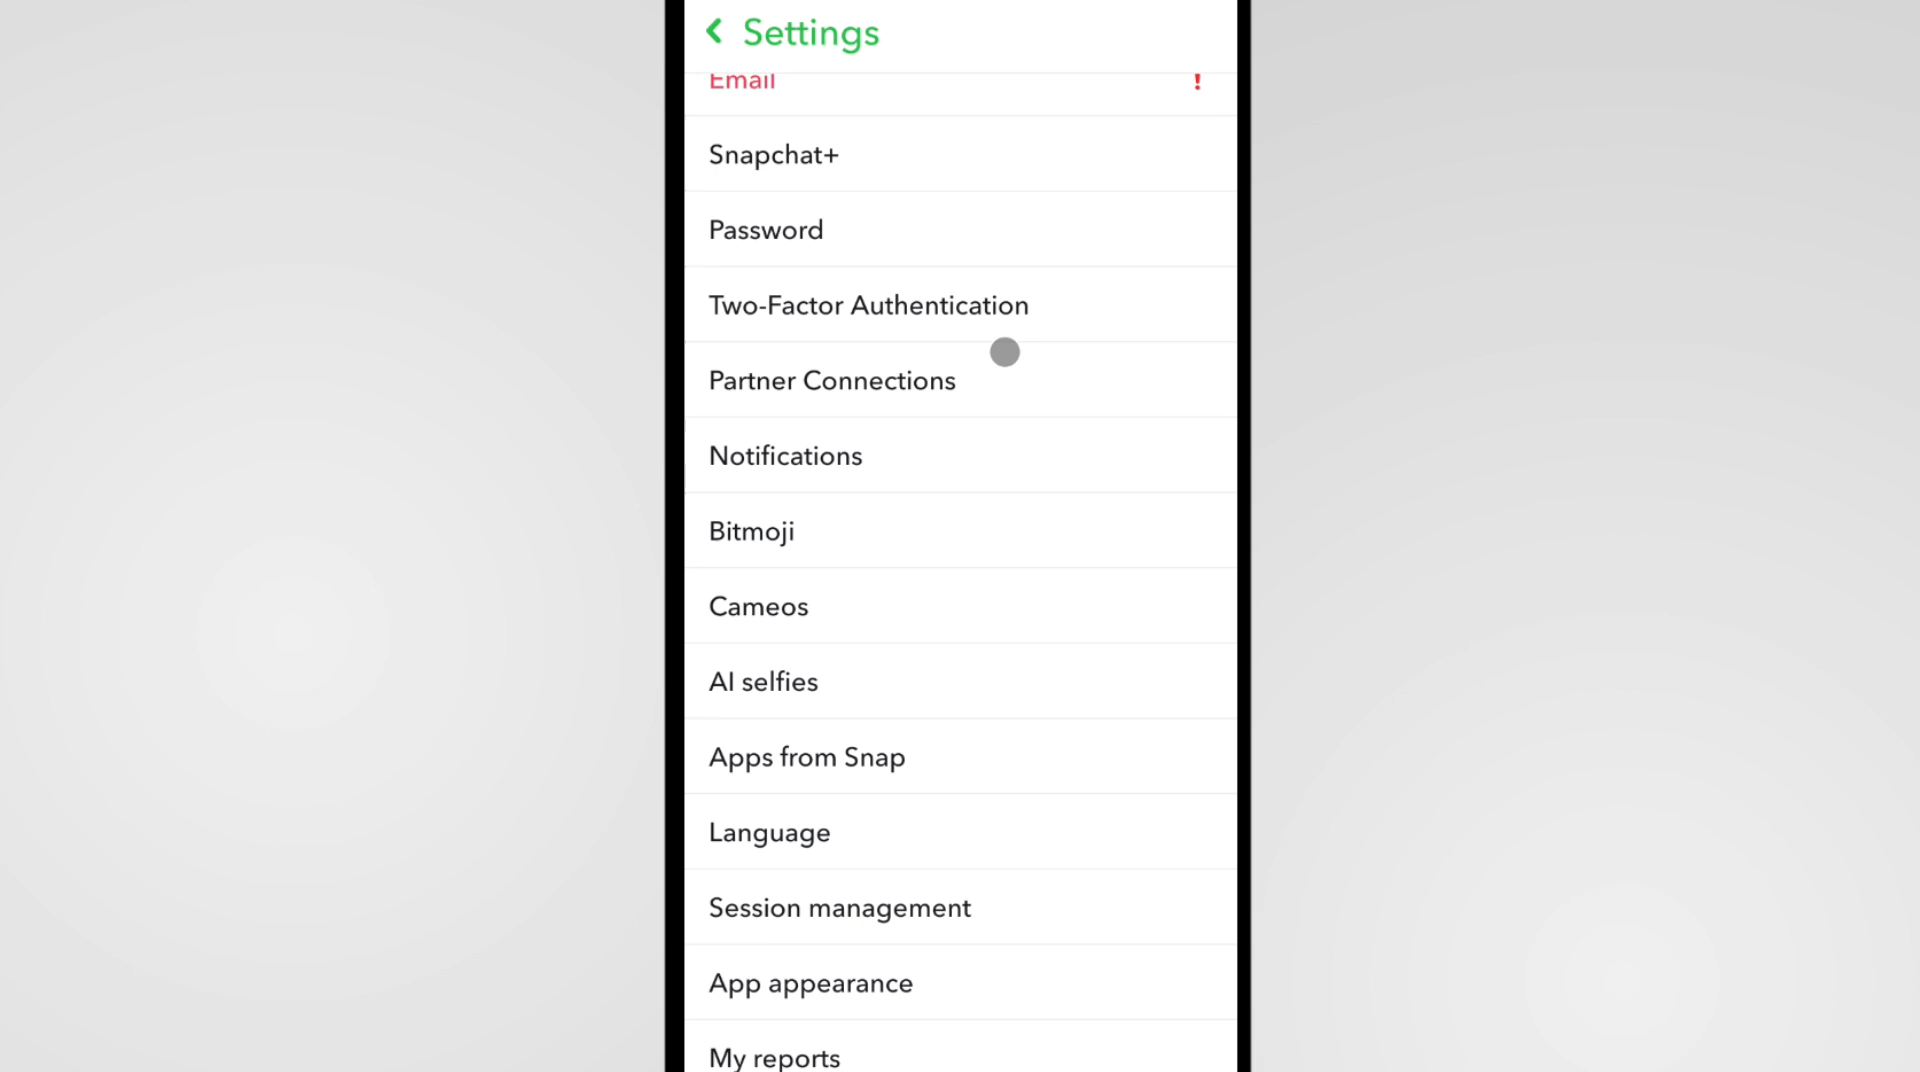 Settings
Email !
Snapchat+
Password
Two-Factor Authentication
Partner Connections
Notifications
Bitmoji
Cameos
AI selfies
Apps from Snap
Language
Session management
App appearance
My reports